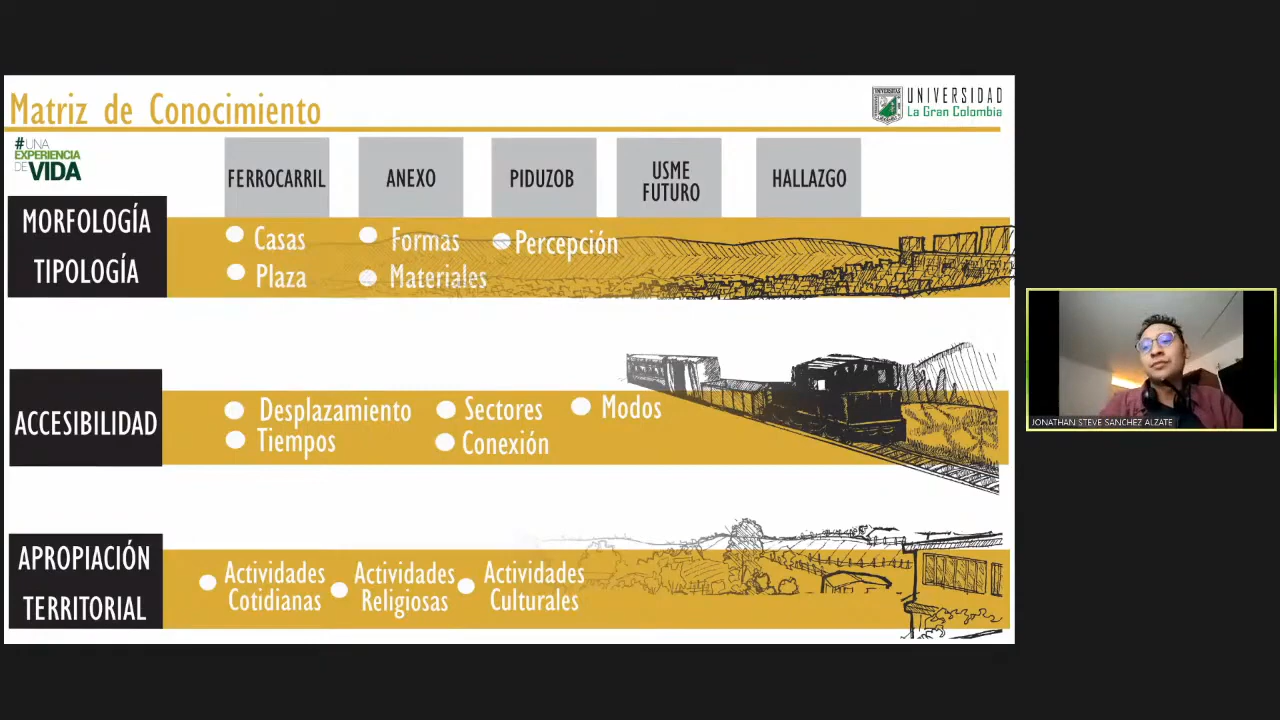 Matriz de Conocimiento
UNIVERSIDAD
La Gran Colombia
#UNA
EXPERIENCIA
DE VIDA
FERROCARRIL
ANEXO
PIDUZOB
USME
FUTURO
HALLAZGO
MORFOLOGÍA
TIPOLOGÍA
Casas
Formas
Percepción
Plaza
Materiales
ACCESIBILIDAD
Desplazamiento
Sectores
Modos
Tiempos
Conexión
JONATHAN STEVE SANCHEZ ALZATE
APROPIACIÓN
TERRITORIAL
Actividades
Cotidianas
Actividades
Religiosas
Actividades
Culturales